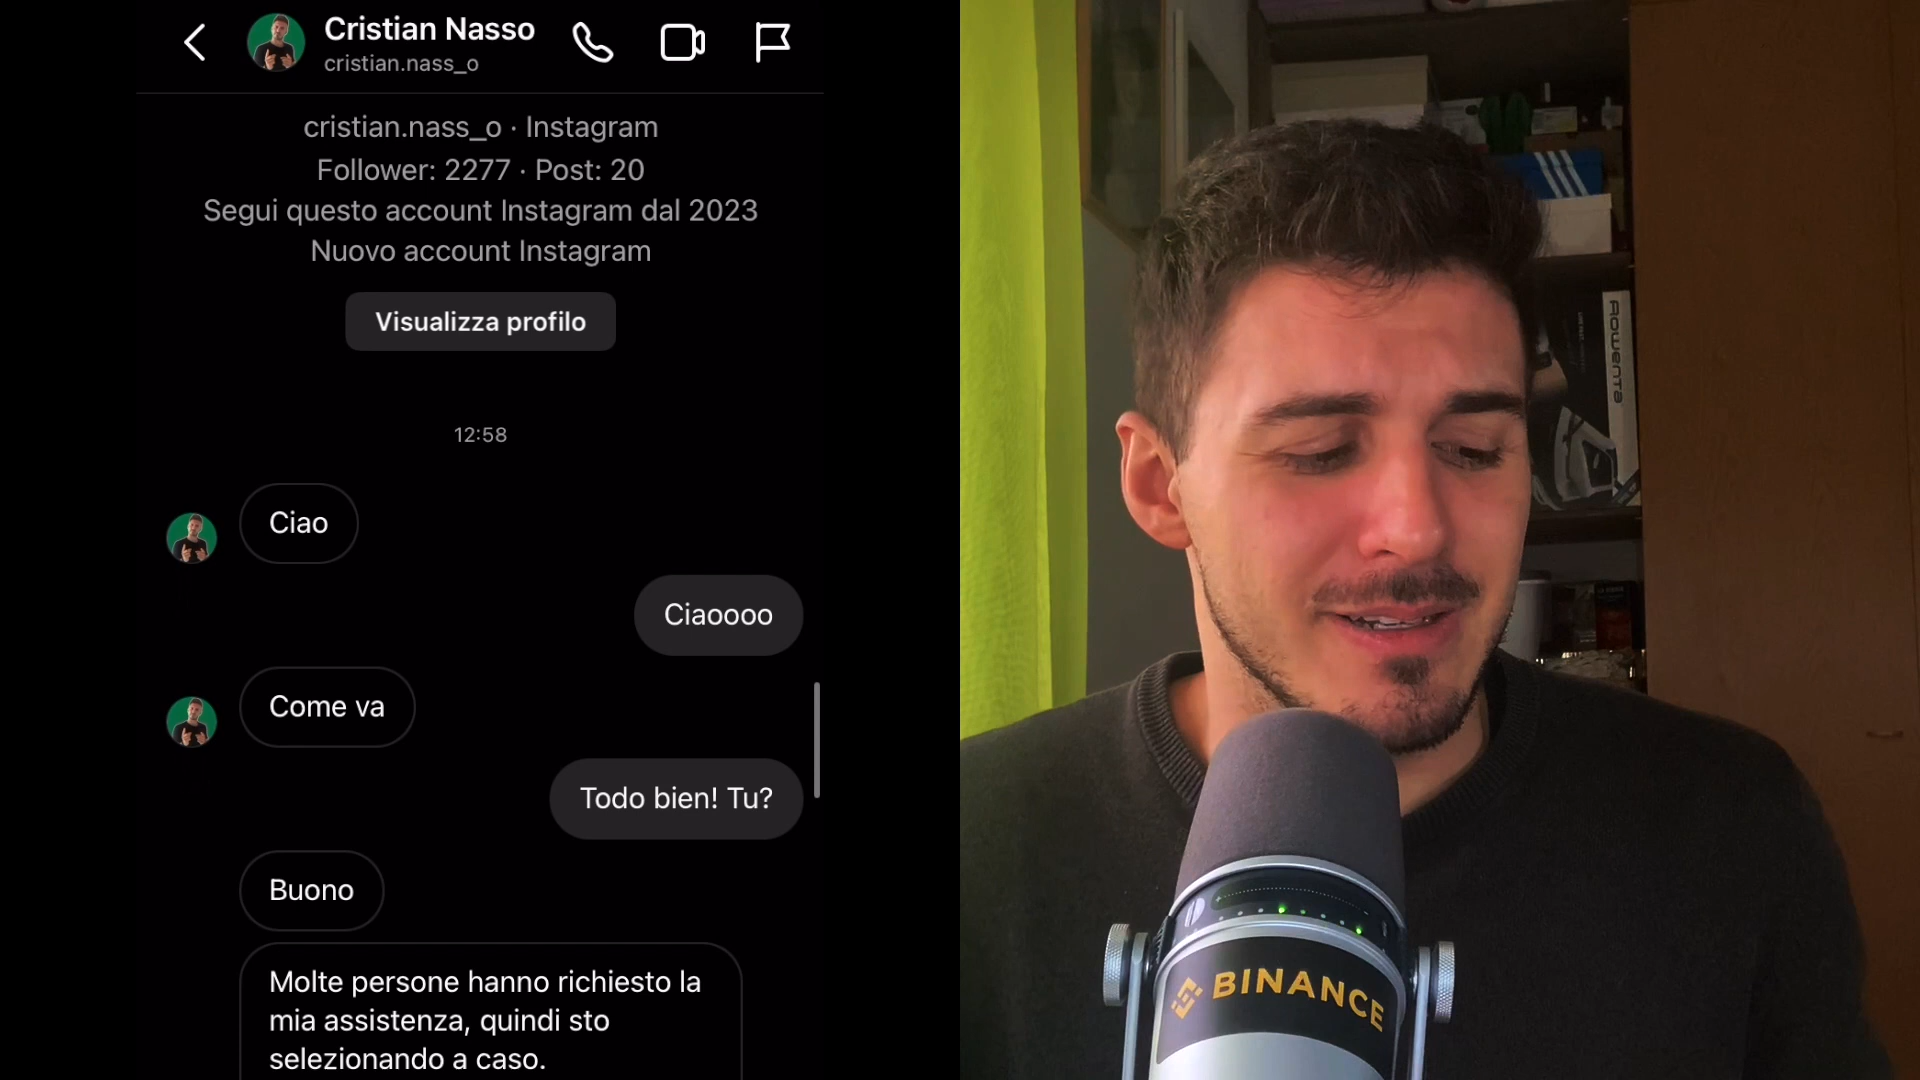 Cristian Nasso
cristian.nass_o
cristian.nass_o · Instagram
Follower: 2277 · Post: 20
Segui questo account Instagram dal 2023
Nuovo account Instagram
Visualizza profilo
12:58
Ciao
Ciaoooo
Come va
Todo bien! Tu?
Buono
Molte persone hanno richiesto la
mia assistenza, quindi sto
selezionando a caso.
Rowenta
BINANCE